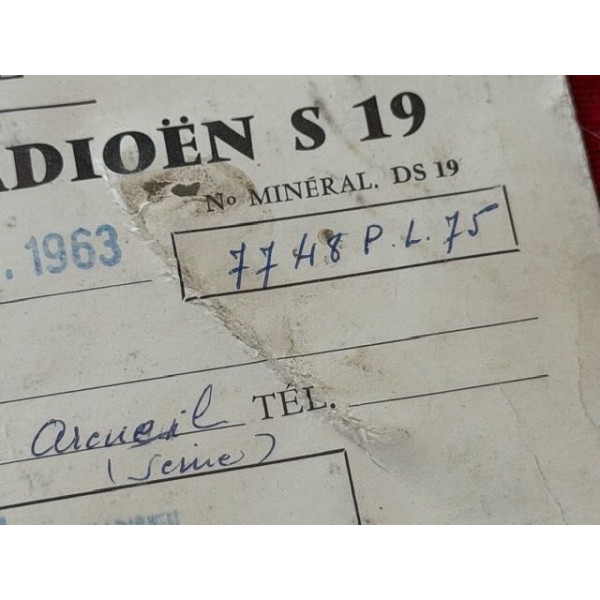 ADIOËN S 19
No MINÉRAL. DS 19
. 1963
7748 P.L.75
Arcueil TÉL.
(Seine)